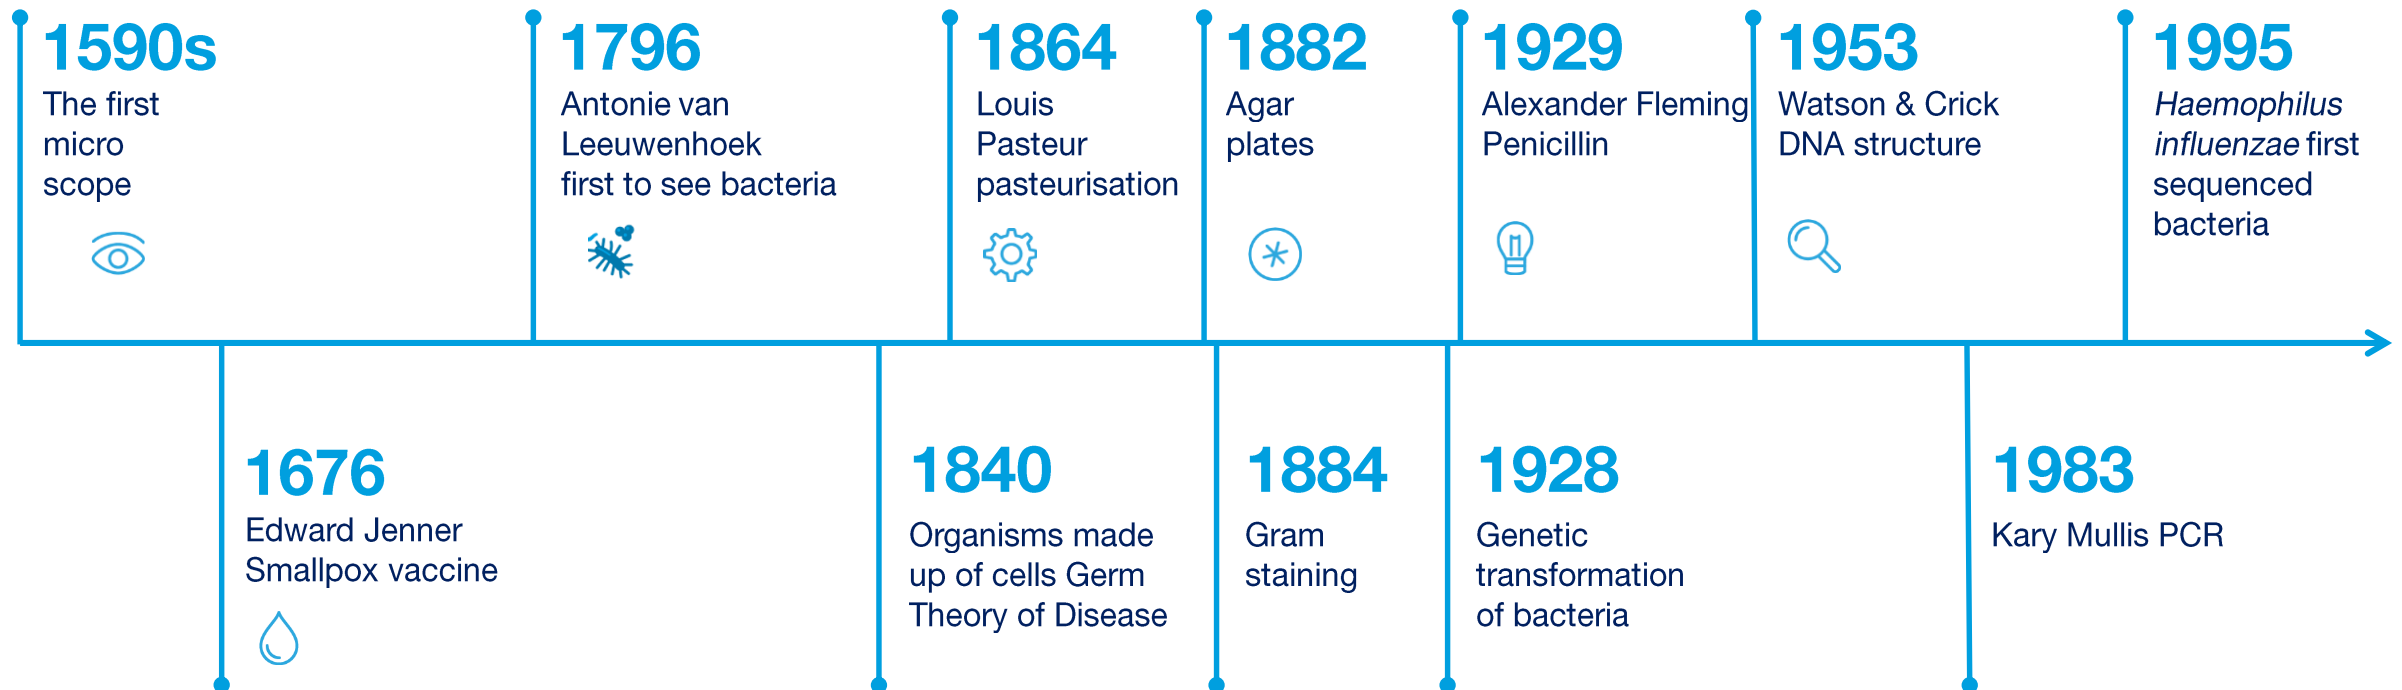 1590s
The first
micro
scope
1796
Antonie van
Leeuwenhoek
first to see bacteria
1864
Louis
Pasteur
pasteurisation
1882
Agar
plates
1929
Alexander Fleming
Penicillin
1953
Watson & Crick
DNA structure
1995
Haemophilus
influenzae first
sequenced
bacteria
1676
Edward Jenner
Smallpox vaccine
1840
Organisms made
up of cells Germ
Theory of Disease
1884
Gram
staining
1928
Genetic
transformation
of bacteria
1983
Kary Mullis PCR